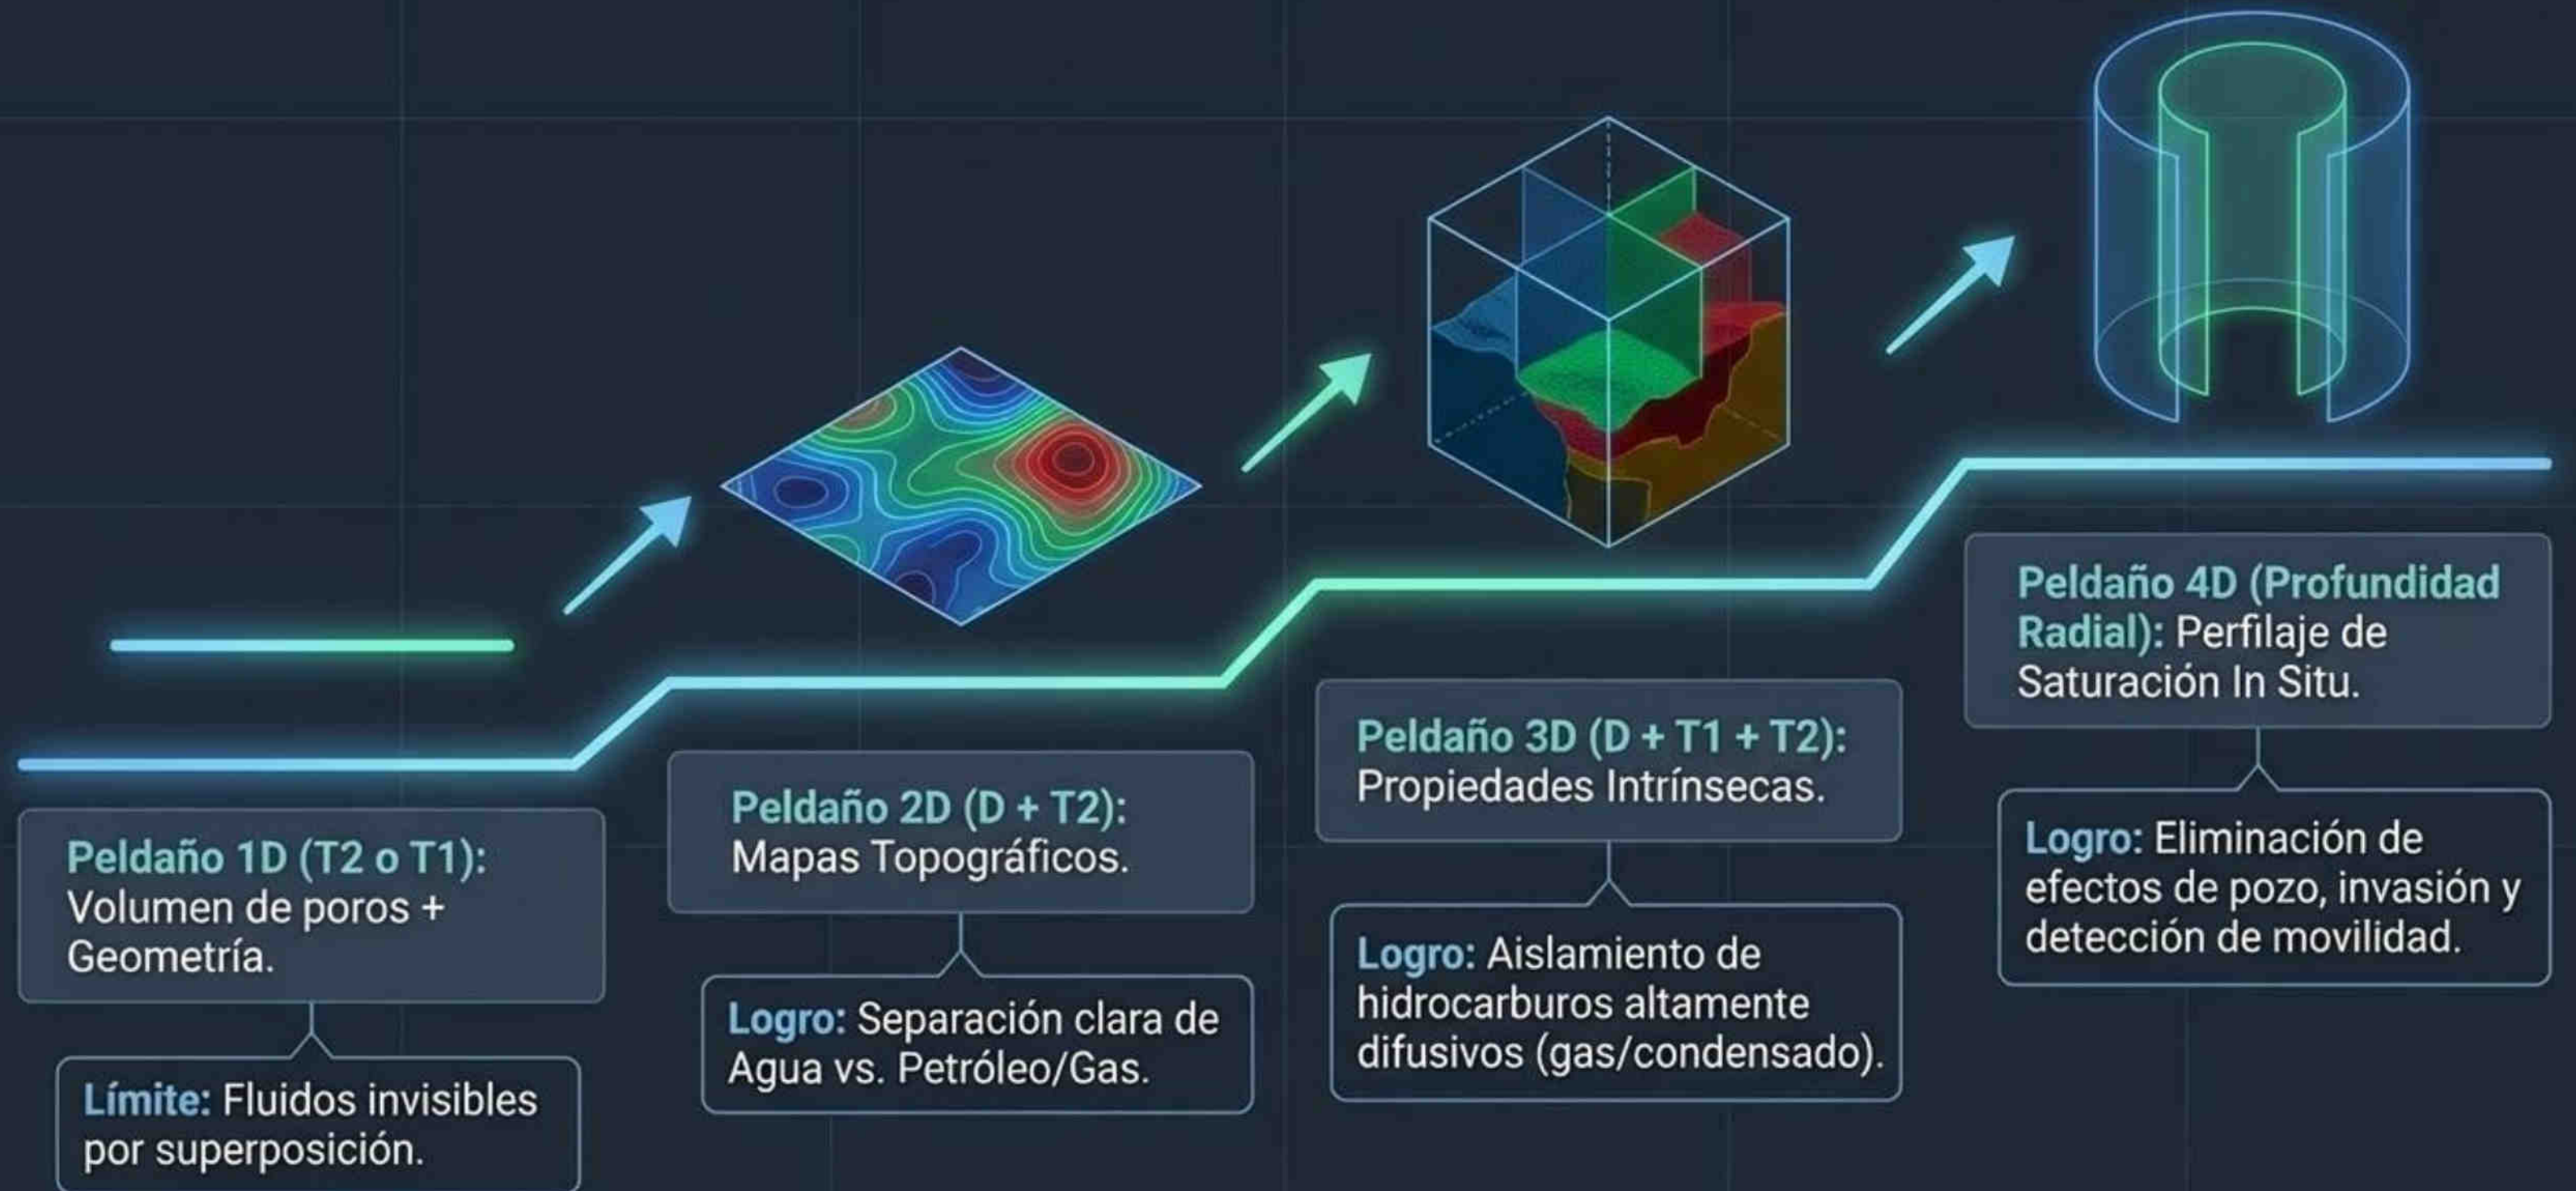 Peldaño 1D (T2 o T1):
Volumen de poros +
Geometría.
Límite: Fluidos invisibles
por superposición.
Peldaño 2D (D + T2):
Mapas Topográficos.
Logro: Separación clara de
Agua vs. Petróleo/Gas.
Peldaño 3D (D + T1 + T2):
Propiedades Intrínsecas.
Logro: Aislamiento de
hidrocarburos altamente
difusivos (gas/condensado).
Peldaño 4D (Profundidad
Radial): Perfilaje de
Saturación In Situ.
Logro: Eliminación de
efectos de pozo, invasión y
detección de movilidad.